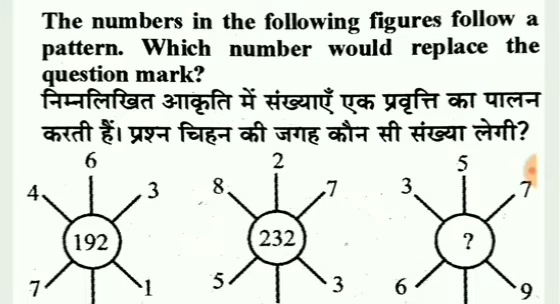 The numbers in the following figures follow a
pattern. Which number would replace the
question mark?
निम्नलिखित आकृति में संख्याएँ एक प्रवृत्ति का पालन
करती हैं। प्रश्न चिहन की जगह कौन सी संख्या लेगी?
6 2 5
4 3 8 7 3 7
192 232 ?
7 1 5 3 6 9